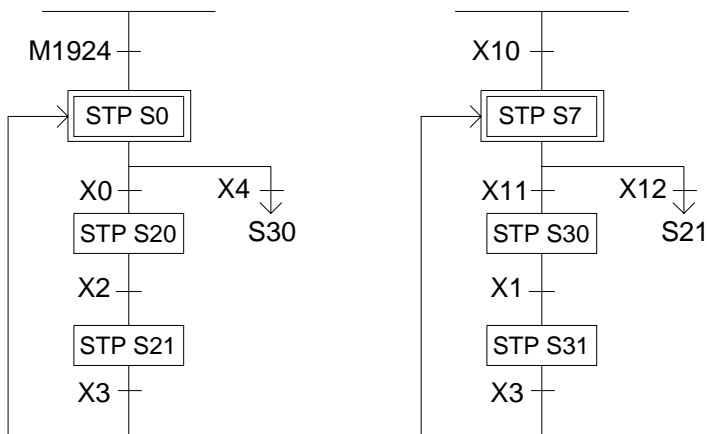 M1924
STP S0
X0
X4
S30
STP S20
X2
STP S21
X3
X10
STP S7
X11
X12
S21
STP S30
X1
STP S31
X3